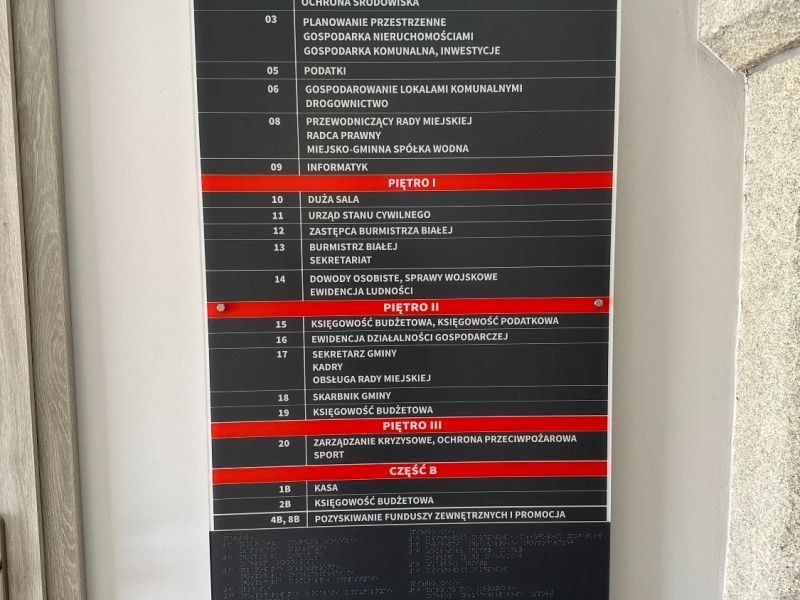 OCHRONA ŚRODOWISKA
03 PLANOWANIE PRZESTRZENNE
GOSPODARKA NIERUCHOMOŚCIAMI
GOSPODARKA KOMUNALNA, INWESTYCJE
05 PODATKI
06 GOSPODAROWANIE LOKALAMI KOMUNALNYMI
DROGOWNICTWO
08 PRZEWODNICZĄCY RADY MIEJSKIEJ
RADCA PRAWNY
MIEJSKO-GMINNA SPÓŁKA WODNA
09 INFORMATYK
PIĘTRO I
10 DUŻA SALA
11 URZĄD STANU CYWILNEGO
12 ZASTĘPCA BURMISTRZA BIAŁEJ
13 BURMISTRZ BIAŁEJ
SEKRETARIAT
14 DOWODY OSOBISTE, SPRAWY WOJSKOWE
EWIDENCJA LUDNOŚCI
PIĘTRO II
15 KSIĘGOWOŚĆ BUDŻETOWA, KSIĘGOWOŚĆ PODATKOWA
16 EWIDENCJA DZIAŁALNOŚCI GOSPODARCZEJ
17 SEKRETARZ GMINY
KADRY
OBSŁUGA RADY MIEJSKIEJ
18 SKARBNIK GMINY
19 KSIĘGOWOŚĆ BUDŻETOWA
PIĘTRO III
20 ZARZĄDZANIE KRYZYSOWE, OCHRONA PRZECIWPOŻAROWA
SPORT
CZĘŚĆ B
1B KASA
2B KSIĘGOWOŚĆ BUDŻETOWA
4B, 8B POZYSKIWANIE FUNDUSZY ZEWNĘTRZNYCH I PROMOCJA